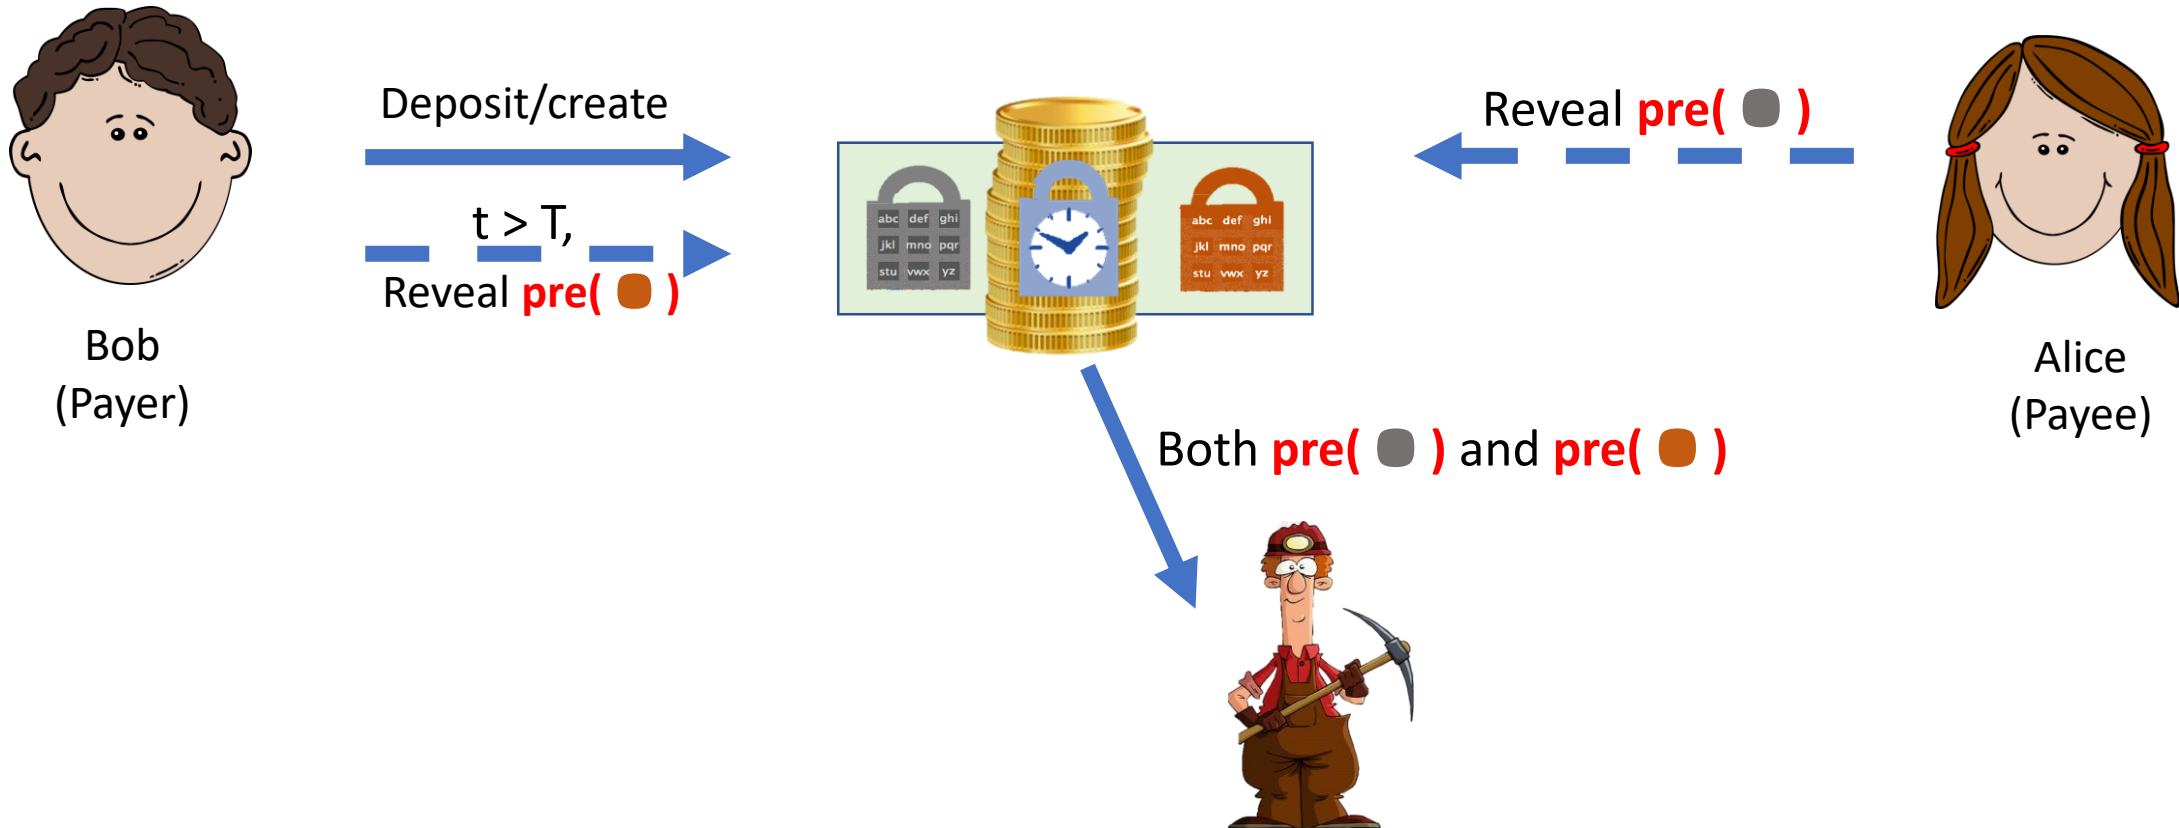 Deposit/create
t > T,
Reveal pre( )
Bob
(Payer)
abc def ghi
jkl mno pqr
stu vwx yz
abc def ghi
jkl mno pqr
stu vwx yz
Reveal pre( )
Alice
(Payee)
Both pre( ) and pre( )